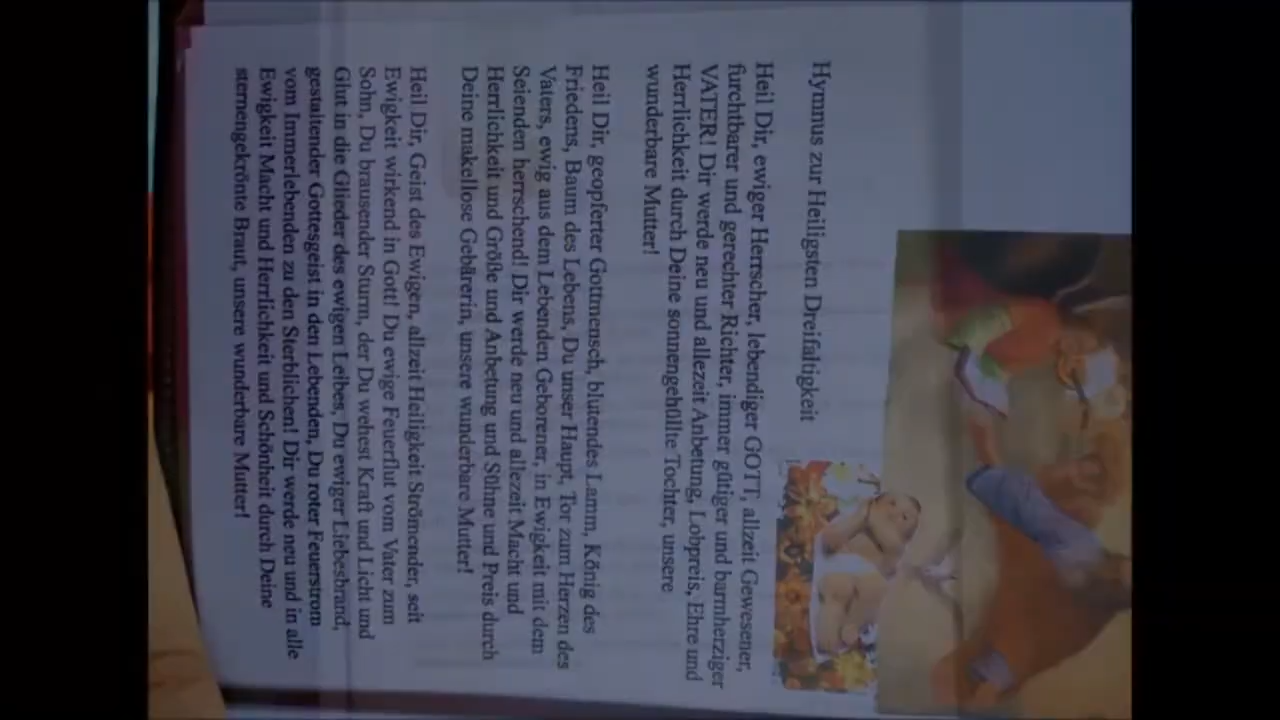 Hymnus zur Heiligsten Dreifaltigkeit
Heil Dir, ewiger Herrscher, lebendiger GOTT, allzeit Gewesener,
furchtbarer und gerechter Richter, immer gütiger und barmherziger
VATER! Dir werde neu und allezeit Anbetung, Lobpreis, Ehre und
Herrlichkeit durch Deine sonnengehüllte Tochter, unsere
wunderbare Mutter!
Heil Dir, geopferter Gottmensch, blutendes Lamm, König des
Friedens, Baum des Lebens, Du unser Haupt, Tor zum Herzen des
Vaters, ewig aus dem Lebenden Geborener, in Ewigkeit mit dem
Seienden herrschend! Dir werde neu und allezeit Macht und
Herrlichkeit und Größe und Anbetung und Sühne und Preis durch
Deine makellose Gebärerin, unsere wunderbare Mutter!
Heil Dir, Geist des Ewigen, allzeit Heiligkeit Strömender, seit
Ewigkeit wirkend in Gott! Du ewige Feuerflut vom Vater zum
Sohn, Du brausender Sturm, der Du wehest Kraft und Licht und
Glut in die Glieder des ewigen Leibes, Du ewiger Liebesbrand,
gestaltender Gottesgeist in den Lebenden, Du roter Feuerstrom
vom Immerlebenden zu den Sterblichen! Dir werde neu und in alle
Ewigkeit Macht und Herrlichkeit und Schönheit durch Deine
sternengekrönte Braut, unsere wunderbare Mutter!